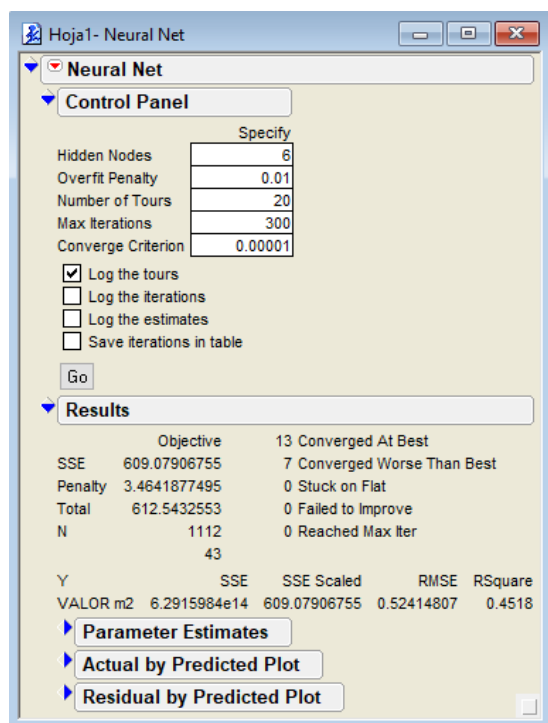 Hoja1- Neural Net
Neural Net
Control Panel
Specify
Hidden Nodes 6
Overfit Penalty 0.01
Number of Tours 20
Max Iterations 300
Converge Criterion 0.00001
Log the tours
Log the iterations
Log the estimates
Save iterations in table
Go
Results
Objective 13 Converged At Best
SSE 609.07906755 7 Converged Worse Than Best
Penalty 3.4641877495 0 Stuck on Flat
Total 612.5432553 0 Failed to Improve
N 1112 0 Reached Max Iter
43
Y SSE SSE Scaled RMSE RSquare
VALOR m2 6.2915984e14 609.07906755 0.52414807 0.4518
Parameter Estimates
Actual by Predicted Plot
Residual by Predicted Plot